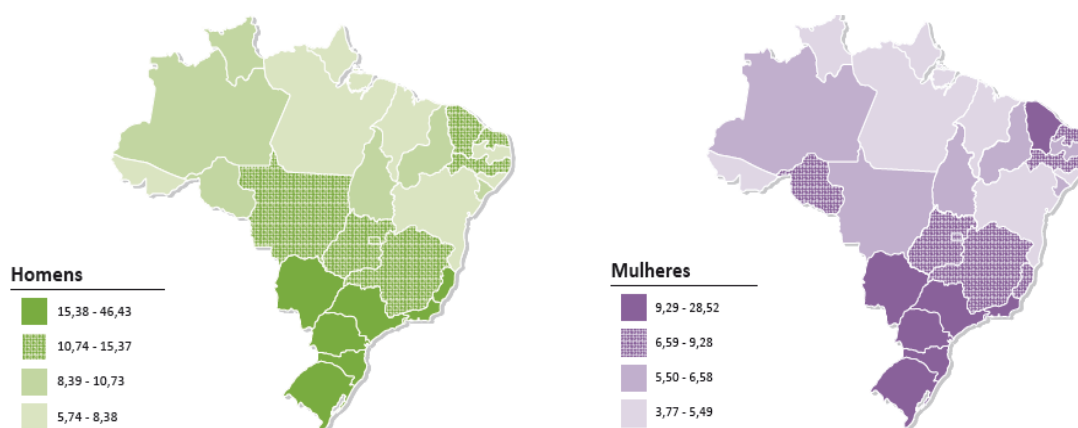 Homens
15,38 - 46,43
10,74 - 15,37
8,39 - 10,73
5,74 - 8,38
Mulheres
9,29 - 28,52
6,59 - 9,28
5,50 - 6,58
3,77 - 5,49